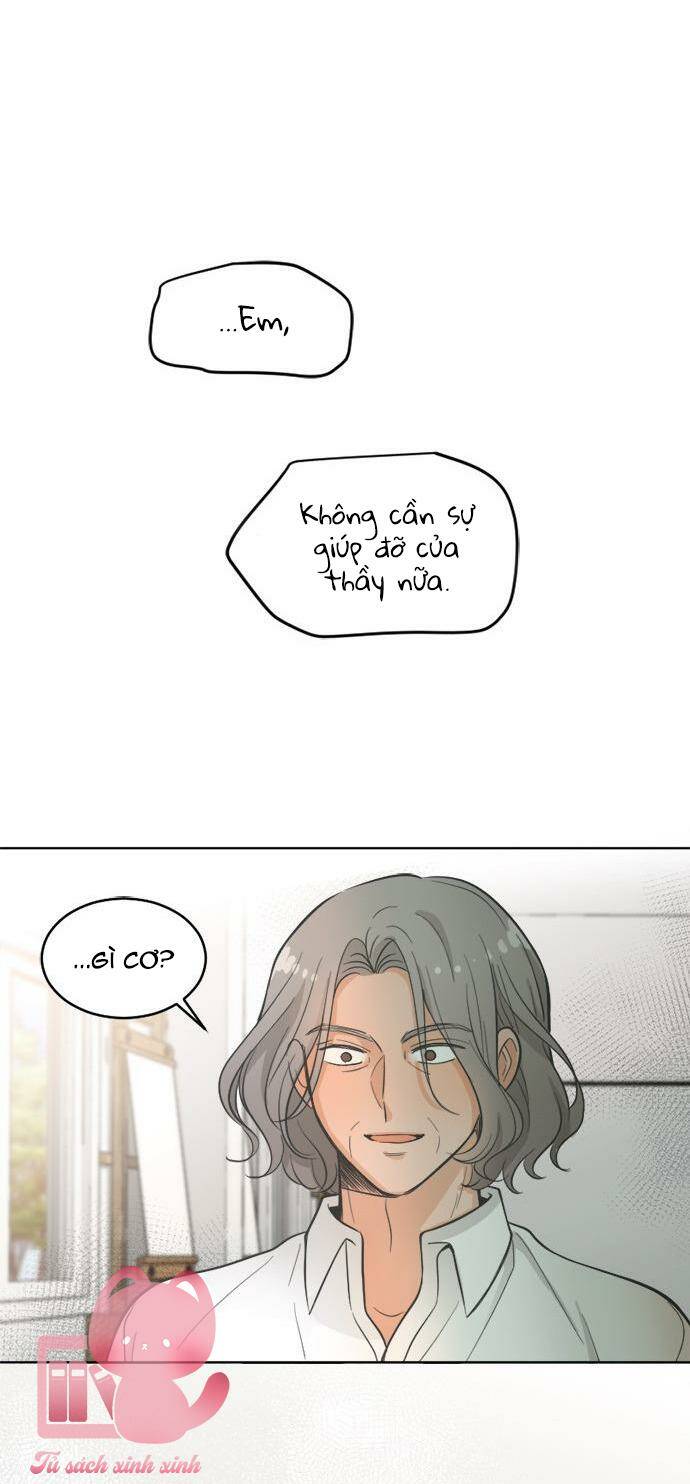 ...Em,
Không cần sự
giúp đỡ của
thầy nữa.
...Gì cơ?
Tủ sách xinh xinh